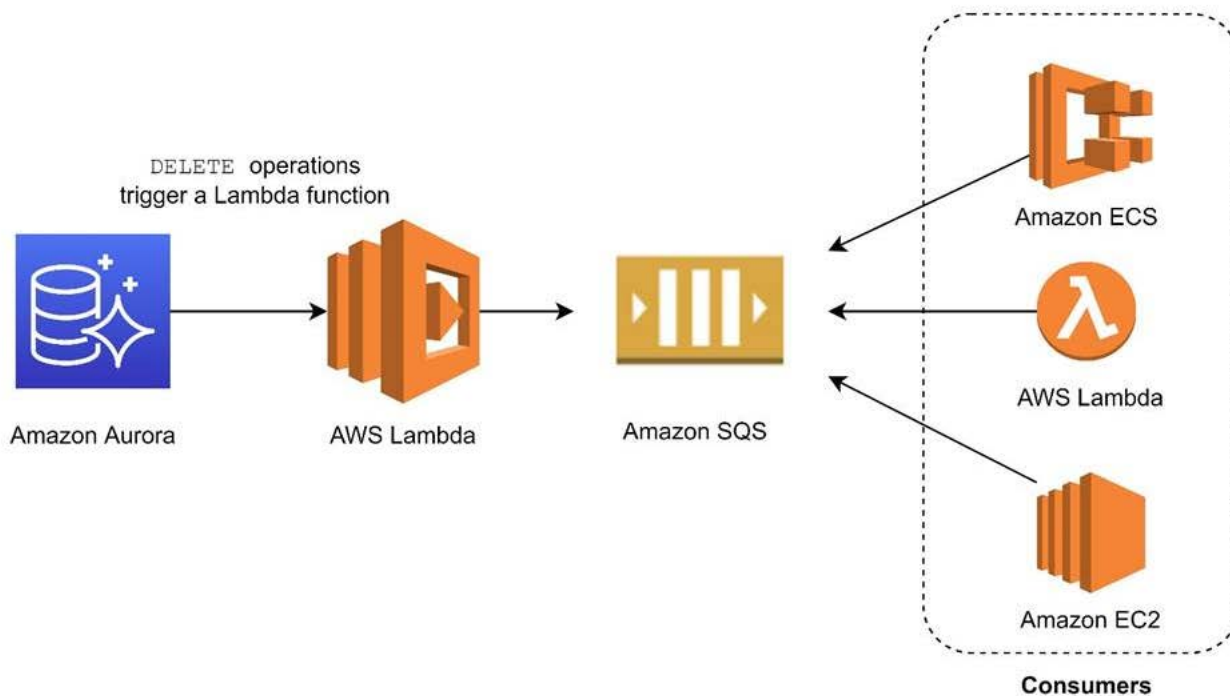 DELETE operations
trigger a Lambda function
Amazon Aurora
AWS Lambda
Amazon SQS
Amazon ECS
AWS Lambda
Amazon EC2
Consumers